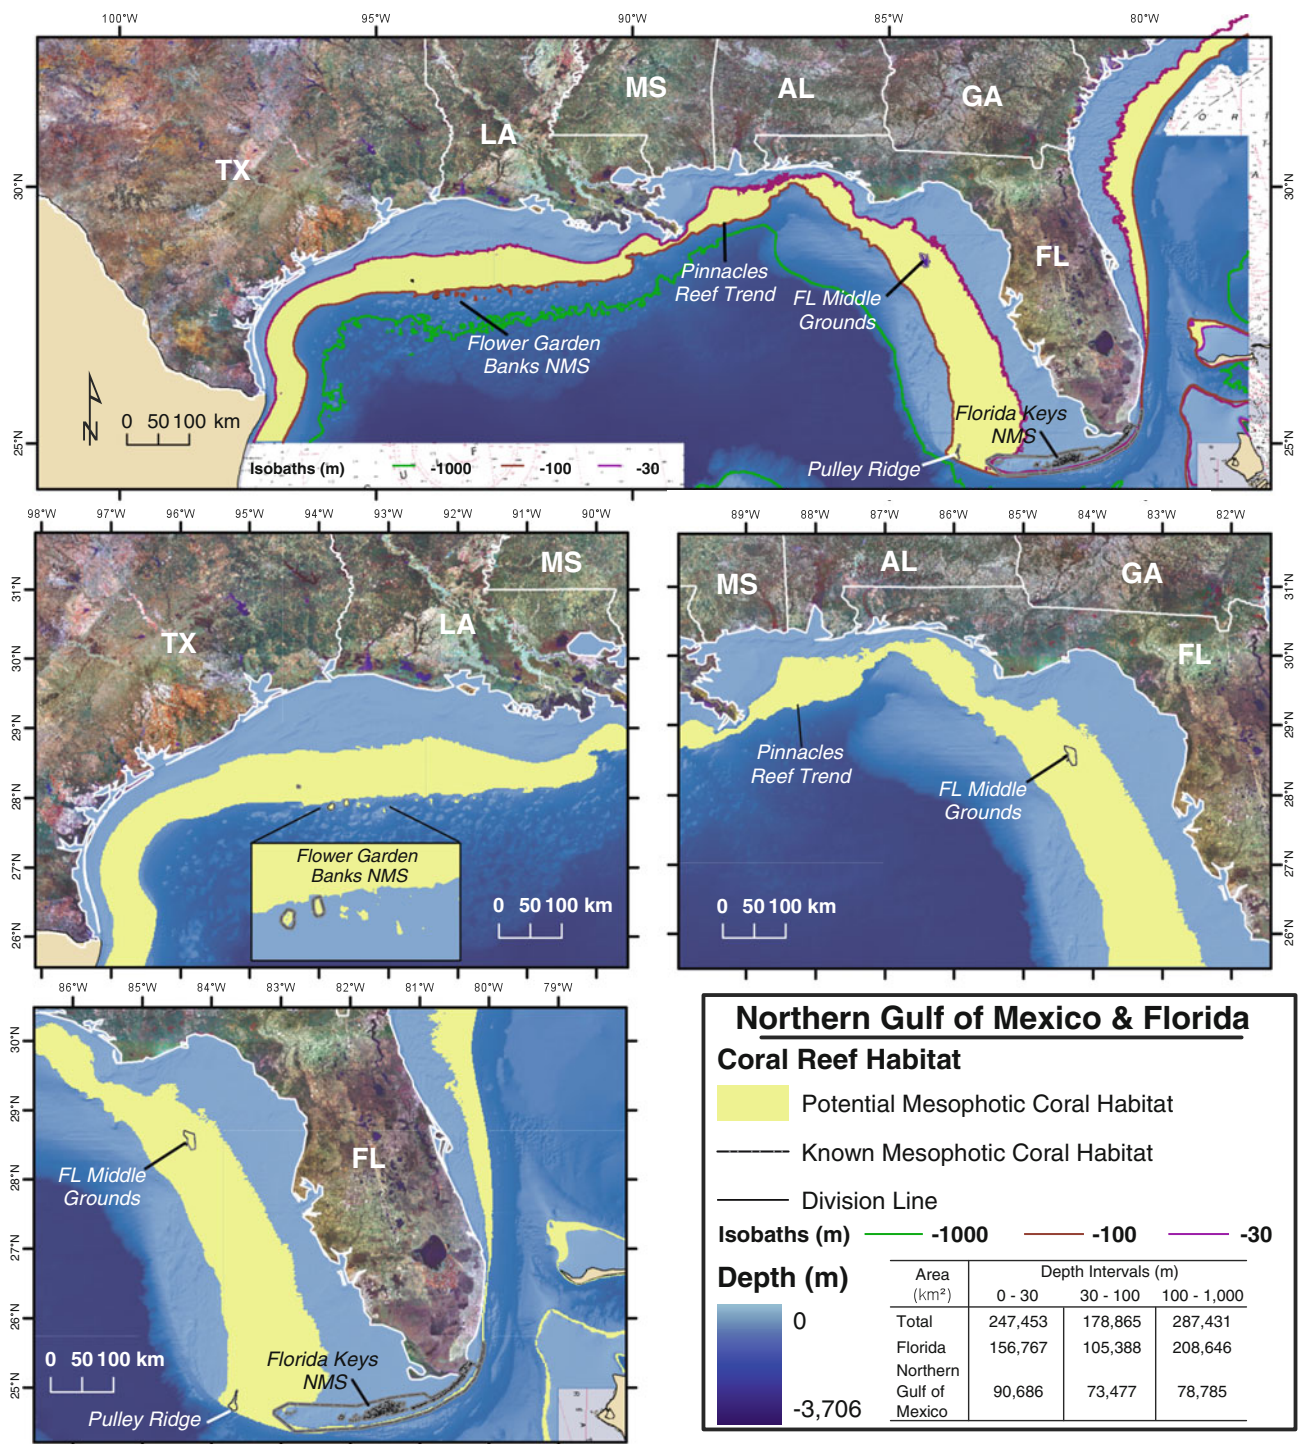 100°W 95°W 90°W 85°W 80°W
30°N 30°N
25°N 25°N
TX
LA
MS
AL
GA
FL
Pinnacles
Reef Trend
FL Middle
Grounds
Flower Garden
Banks NMS
Florida Keys
NMS
Pulley Ridge
N
0 50 100 km
Isobaths (m) -1000 -100 -30
98°W 97°W 96°W 95°W 94°W 93°W 92°W 91°W 90°W
31°N
30°N
29°N
28°N
27°N
26°N
MS
LA
TX
Flower Garden
Banks NMS
0 50 100 km
89°W 88°W 87°W 86°W 85°W 84°W 83°W 82°W
31°N
30°N
29°N
28°N
27°N
26°N
MS
AL
GA
FL
Pinnacles
Reef Trend
FL Middle
Grounds
0 50 100 km
86°W 85°W 84°W 83°W 82°W 81°W 80°W 79°W
30°N
29°N
28°N
27°N
26°N
25°N
FL
FL Middle
Grounds
Florida Keys
NMS
Pulley Ridge
0 50 100 km
Northern Gulf of Mexico & Florida
Coral Reef Habitat
Potential Mesophotic Coral Habitat
Known Mesophotic Coral Habitat
Division Line
Isobaths (m) -1000 -100 -30
Depth (m)
0
-3,706
Area Depth Intervals (m)
(km²) 0 - 30 30 - 100 100 - 1,000
Total 247,453 178,865 287,431
Florida 156,767 105,388 208,646
Northern
Gulf of 90,686 73,477 78,785
Mexico